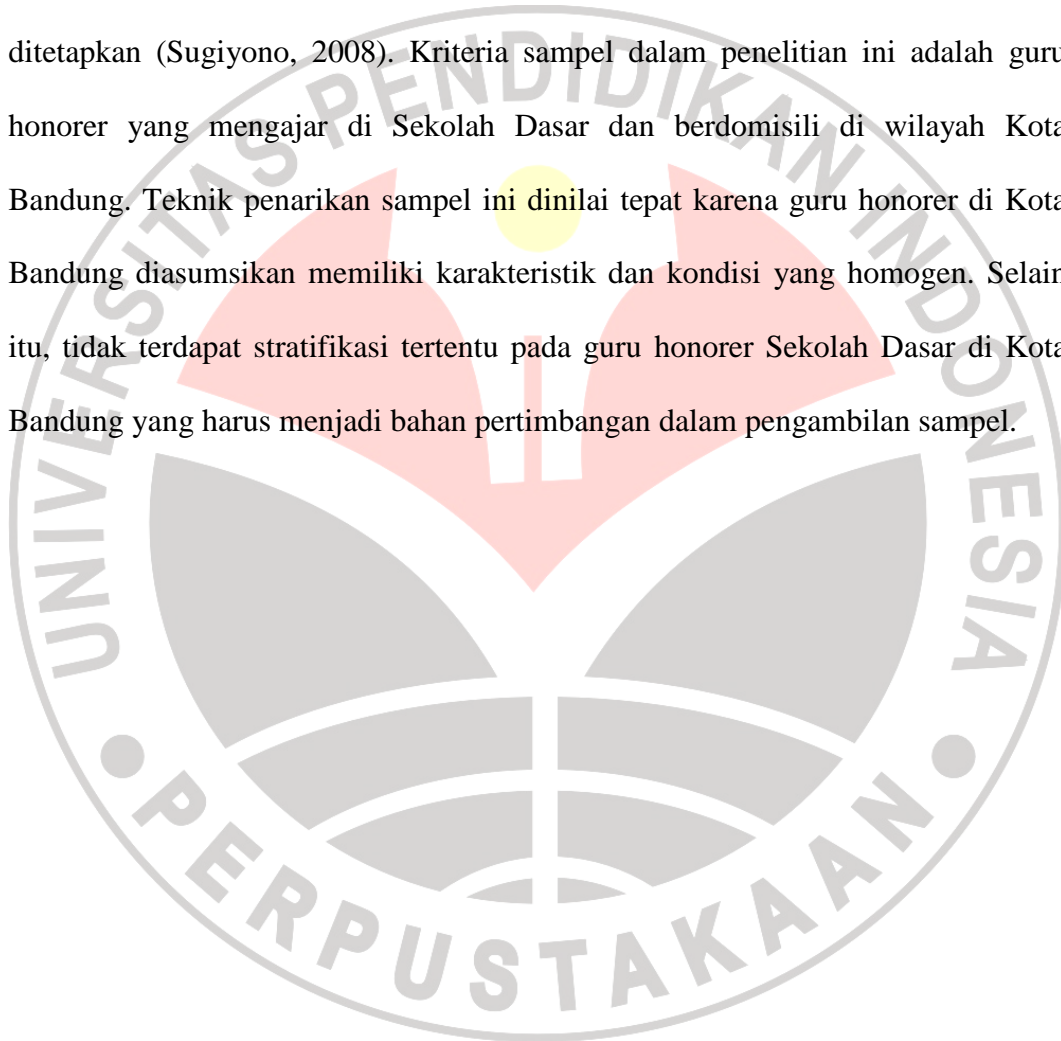 ditetapkan (Sugiyono, 2008). Kriteria sampel dalam penelitian ini adalah guru
honorer yang mengajar di Sekolah Dasar dan berdomisili di wilayah Kota
Bandung. Teknik penarikan sampel ini dinilai tepat karena guru honorer di Kota
Bandung diasumsikan memiliki karakteristik dan kondisi yang homogen. Selain
itu, tidak terdapat stratifikasi tertentu pada guru honorer Sekolah Dasar di Kota
Bandung yang harus menjadi bahan pertimbangan dalam pengambilan sampel.
UNIVERSITAS PENDIDIKAN INDONESIA
PERPUSTAKAAN